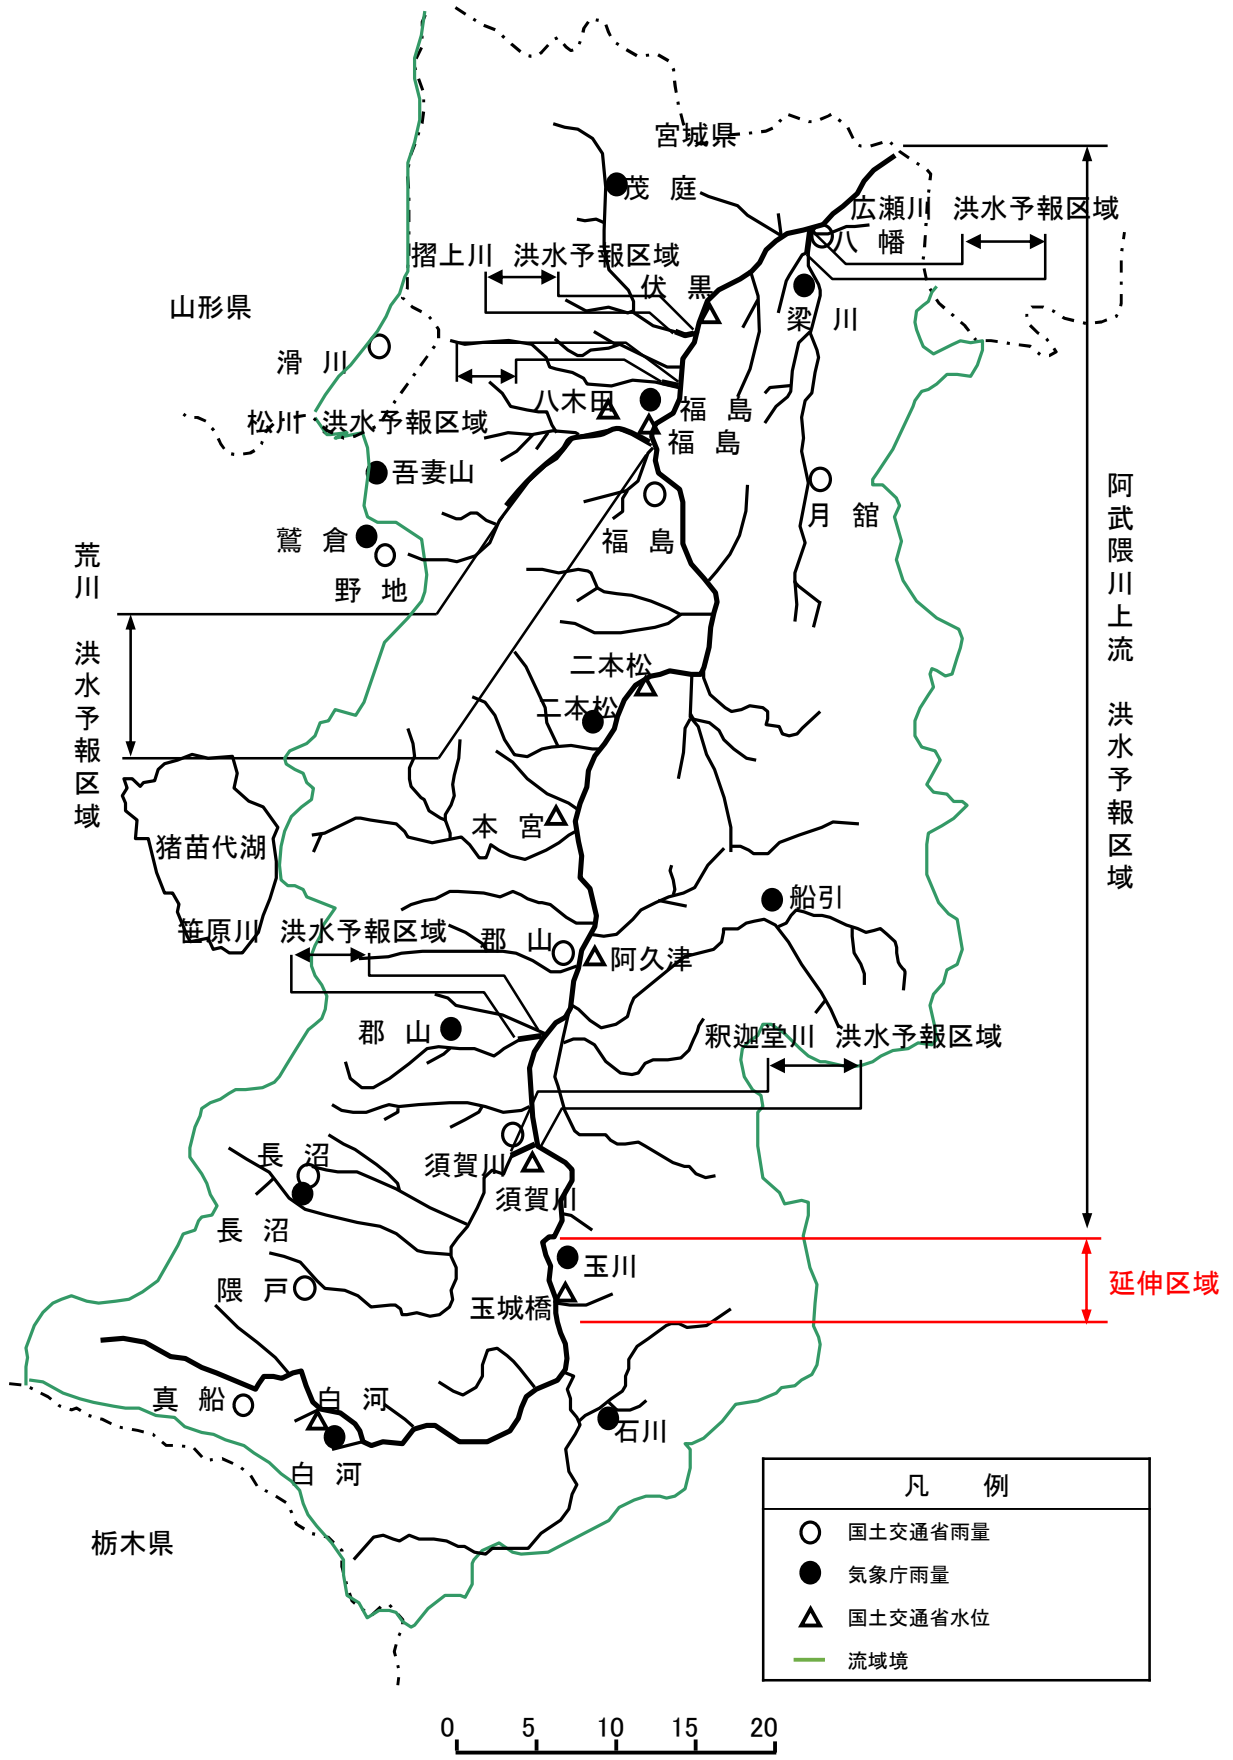 宮城県
茂 庭
広瀬川 洪水予報区域
八 幡
摺上川 洪水予報区域
伏 黒
山形県
梁 川
滑 川
八木田
福 島
松川 洪水予報区域
福 島
吾妻山
月 舘
鷲 倉
福 島
野 地
荒川 洪水予報区域
阿武隈川上流 洪水予報区域
二本松
二本松
本 宮
猪苗代湖
船引
笹原川 洪水予報区域
郡 山
阿久津
郡 山
釈迦堂川 洪水予報区域
長 沼
須賀川
須賀川
長 沼
玉川
延伸区域
隈 戸
玉城橋
真 船
白 河
石川
白 河
栃木県
凡 例
国土交通省雨量
気象庁雨量
国土交通省水位
流域境
0 5 10 15 20